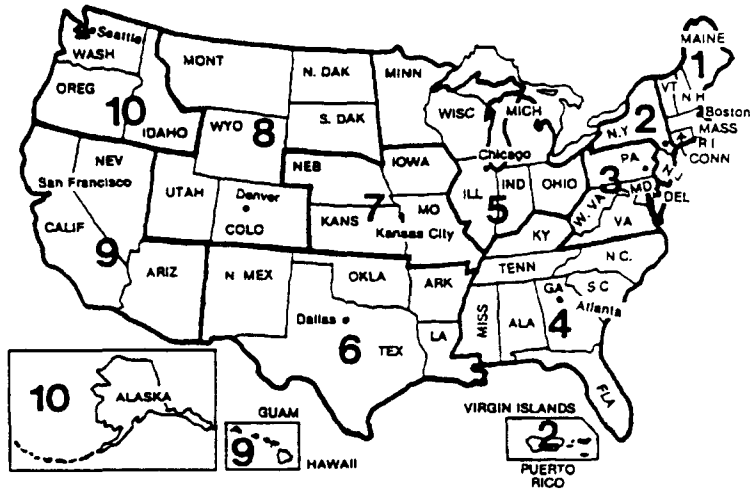 Seattle
WASH
OREG
10
IDAHO
MONT
WYO
8
N. DAK
S. DAK
MINN
WISC
MICH
Chicago
MAINE
1
VT
N H
Boston
MASS
R I
CONN
N.Y
2
PA
3
N J
MD
DEL
W. VA
VA
NEV
San Francisco
CALIF
9
UTAH
Denver
COLO
NEB
KANS
7
IOWA
MO
Kansas City
ILL
IND
5
OHIO
KY
ARIZ
N MEX
OKLA
Dallas
6
TEX
ARK
LA
TENN
N C.
S C
GA
Atlanta
4
MISS
ALA
FLA
10
ALASKA
GUAM
9
HAWAII
VIRGIN ISLANDS
2
PUERTO
RICO